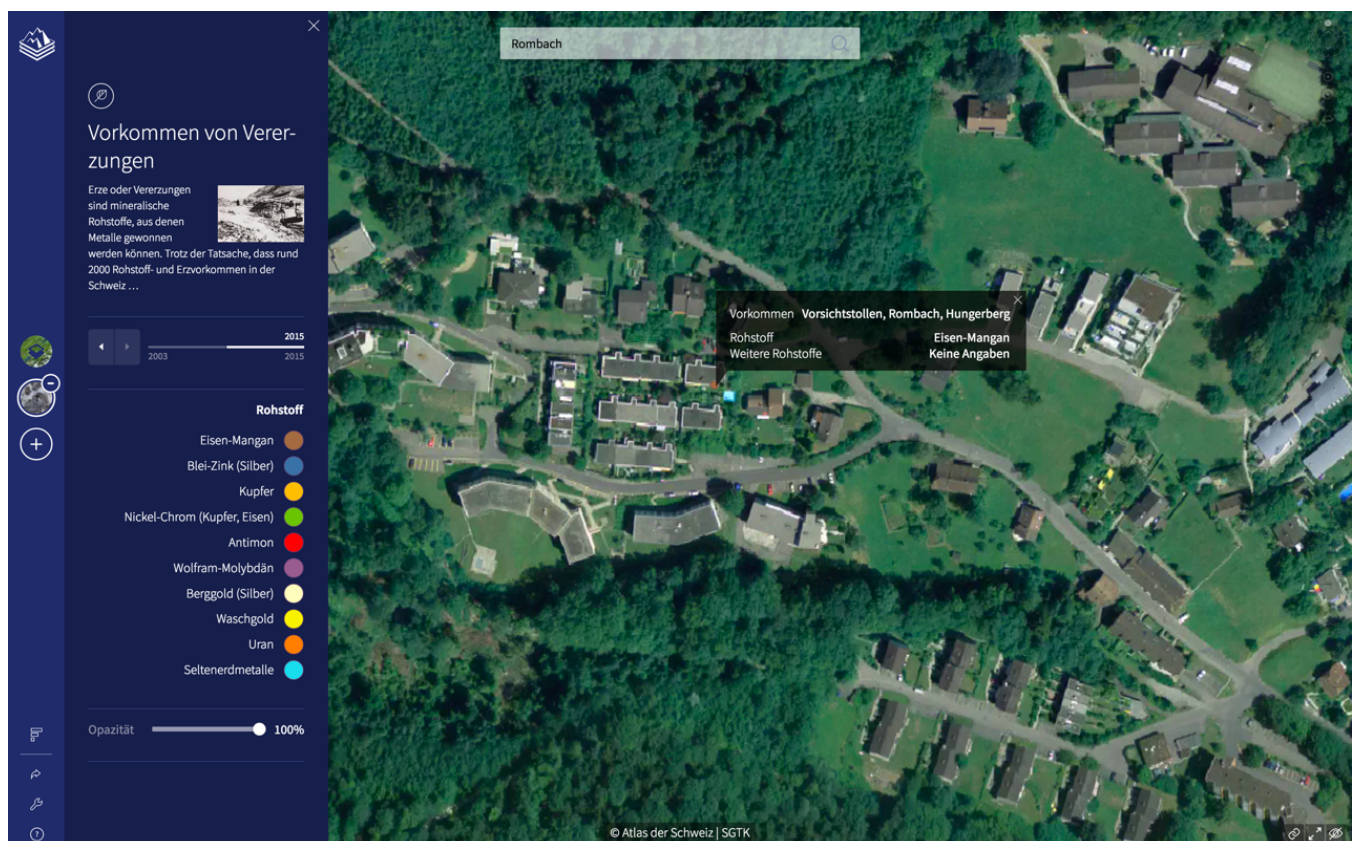 Rombach
Vorkommen von Verer-
zungen
Erze oder Vererzungen
sind mineralische
Rohstoffe, aus denen
Metalle gewonnen
werden können. Trotz der Tatsache, dass rund
2000 Rohstoff- und Erzvorkommen in der
Schweiz …
2015
2003 2015
Rohstoff
Eisen-Mangan
Blei-Zink (Silber)
Kupfer
Nickel-Chrom (Kupfer, Eisen)
Antimon
Wolfram-Molybdän
Berggold (Silber)
Waschgold
Uran
Seltenerdmetalle
Opazität 100%
Vorkommen Vorsichtstollen, Rombach, Hungerberg
Rohstoff Eisen-Mangan
Weitere Rohstoffe Keine Angaben
© Atlas der Schweiz | SGTK